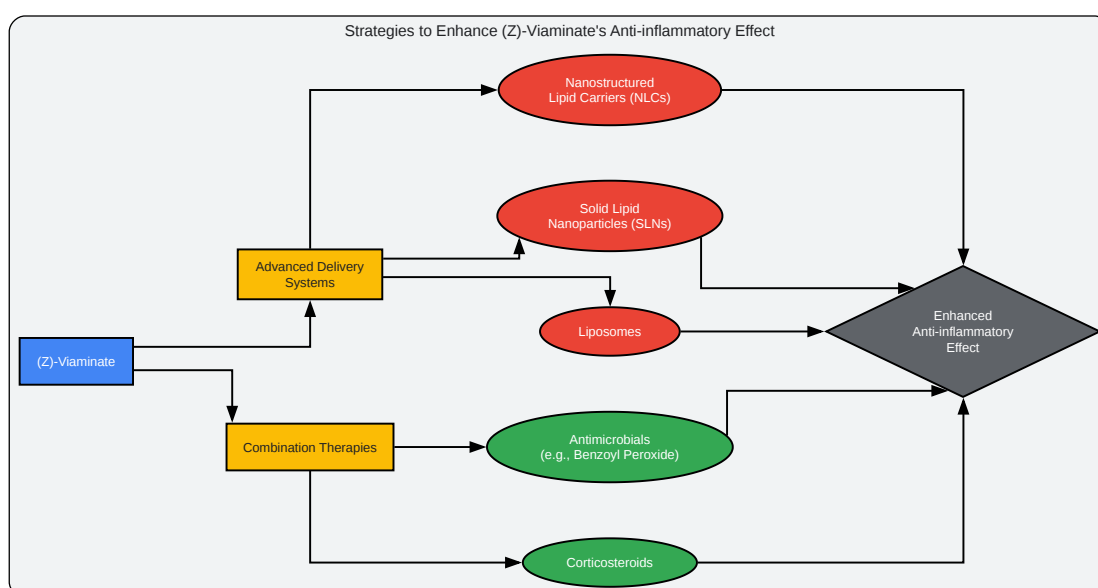 Strategies to Enhance (Z)-Viaminate's Anti-inflammatory Effect
Nanostructured
Lipid Carriers (NLCs)
Solid Lipid
Nanoparticles (SLNs)
Advanced Delivery
Systems
Liposomes
Enhanced
Anti-inflammatory
Effect
(Z)-Viaminate
Combination Therapies
Antimicrobials
(e.g., Benzoyl Peroxide)
Corticosteroids